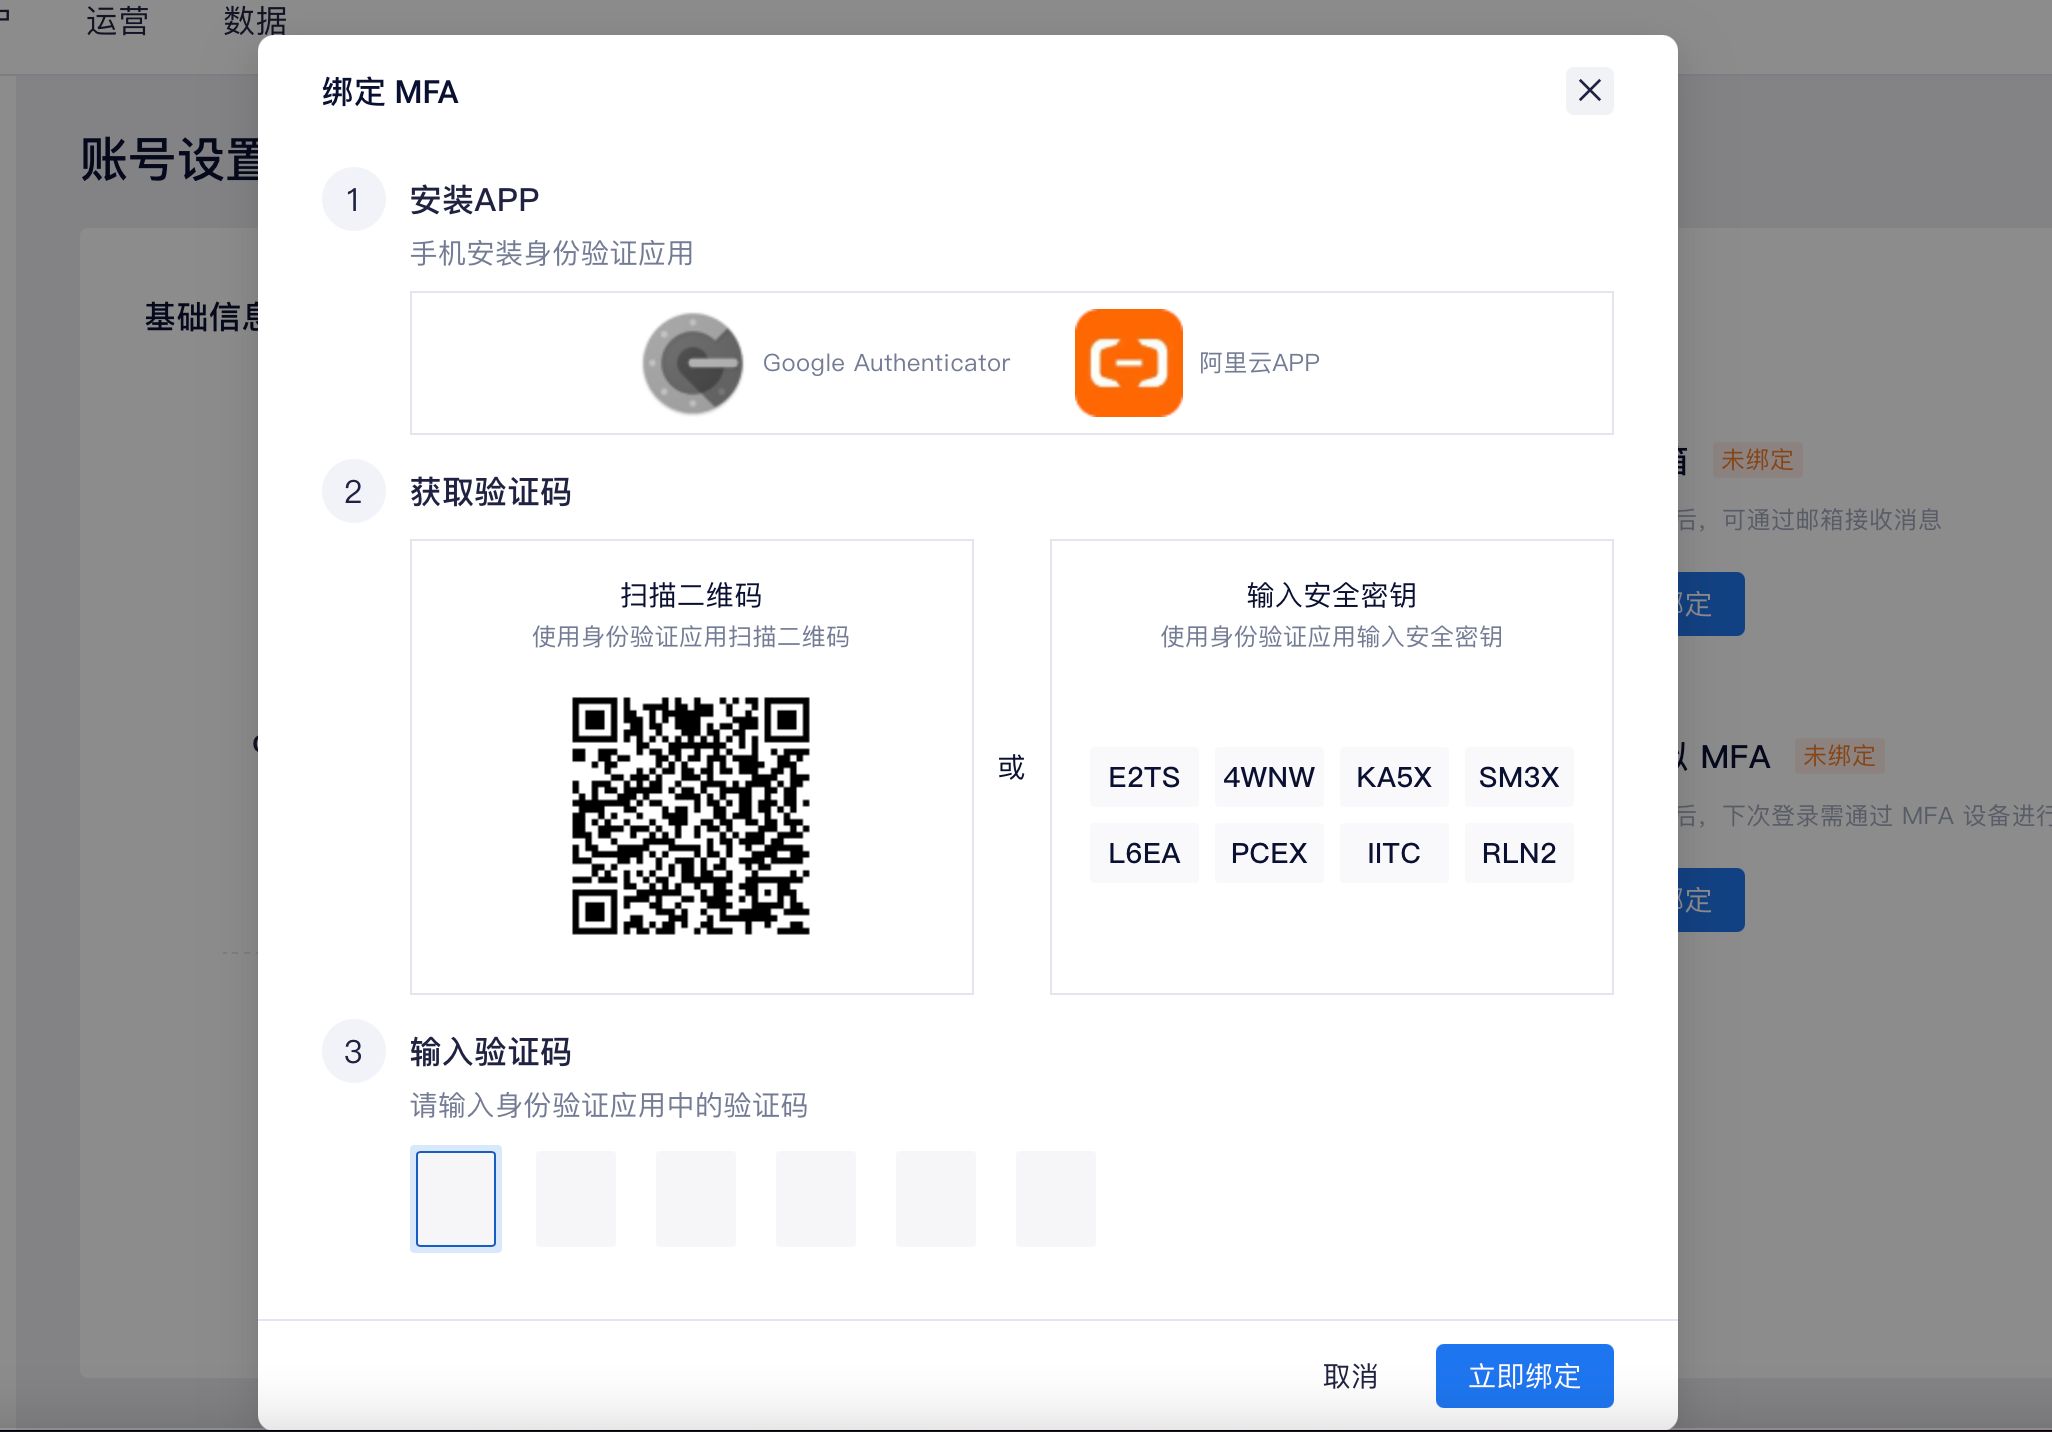 运营 数据
绑定 MFA
账号设置
1 安装APP
手机安装身份验证应用
基础信息
Google Authenticator 阿里云APP
未绑定
2 获取验证码
后，可通过邮箱接收消息
扫描二维码
使用身份验证应用扫描二维码
或
输入安全密钥
使用身份验证应用输入安全密钥
E2TS 4WNW KA5X SM3X
L6EA PCEX IITC RLN2
定
MFA 未绑定
后，下次登录需通过 MFA 设备进行
定
3 输入验证码
请输入身份验证应用中的验证码
取消 立即绑定